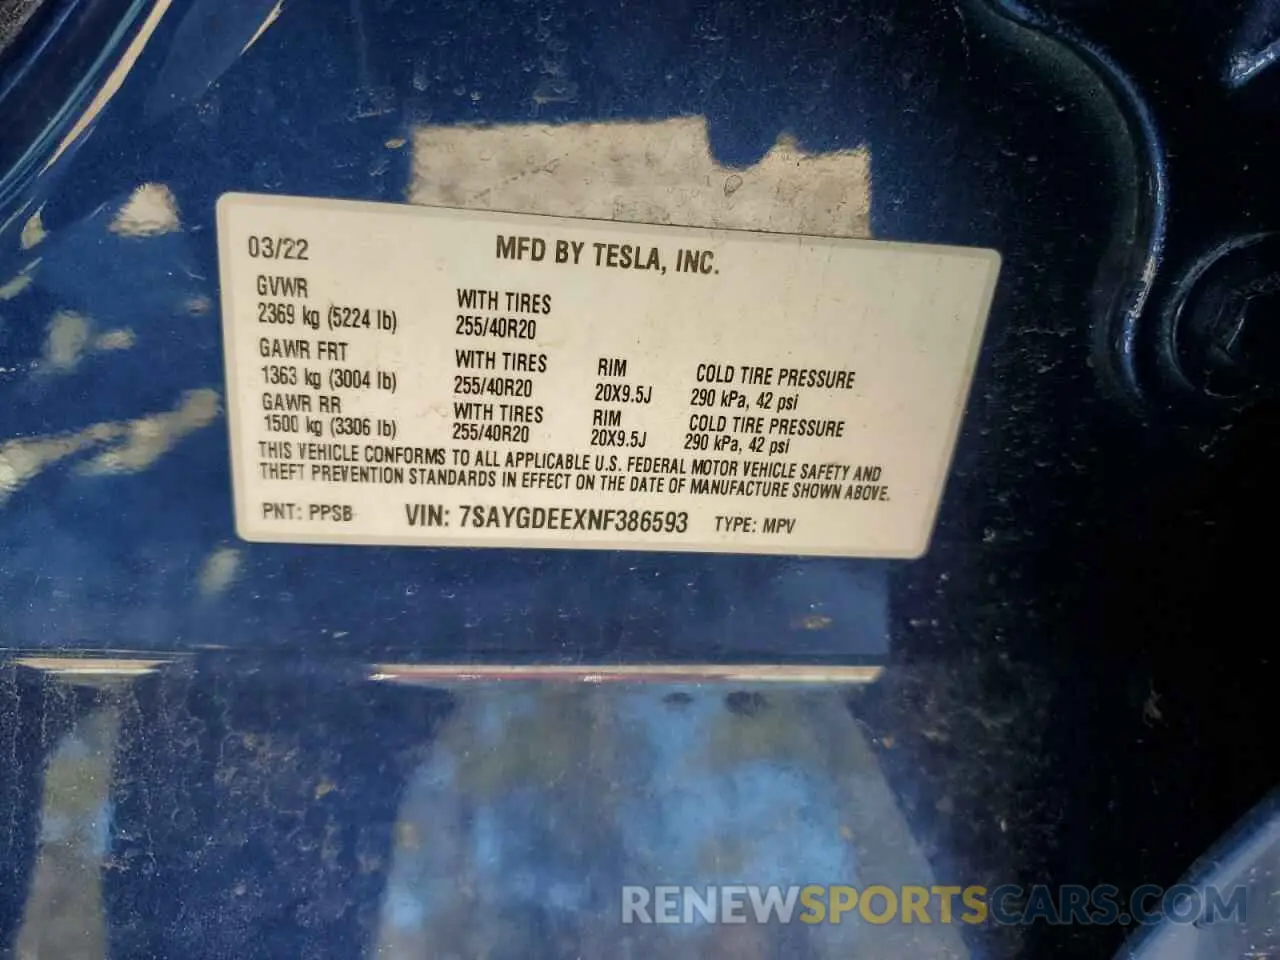 03/22 MFD BY TESLA, INC.
GVWR
2369 kg (5224 lb) WITH TIRES 255/40R20
GAWR FRT WITH TIRES RIM COLD TIRE PRESSURE
1363 kg (3004 lb) 255/40R20 20X9.5J 290 kPa, 42 psi
GAWR RR WITH TIRES RIM COLD TIRE PRESSURE
1500 kg (3306 lb) 255/40R20 20X9.5J 290 kPa, 42 psi
THIS VEHICLE CONFORMS TO ALL APPLICABLE U.S. FEDERAL MOTOR VEHICLE SAFETY AND
THEFT PREVENTION STANDARDS IN EFFECT ON THE DATE OF MANUFACTURE SHOWN ABOVE.
PNT: PPSB VIN: 7SAYGDEEXNF386593 TYPE: MPV
RENEWSPORTSCARS.COM